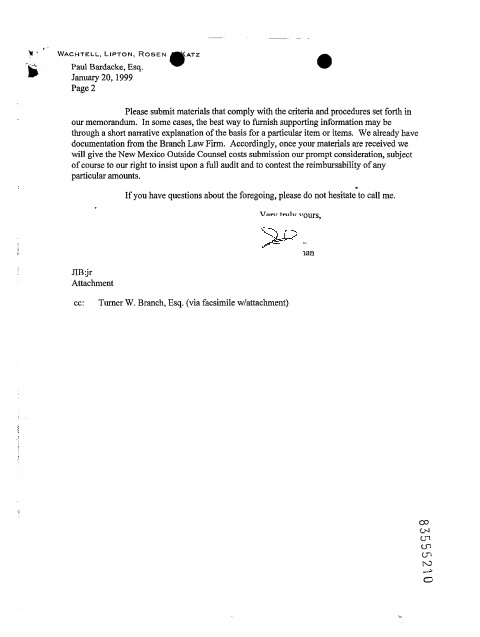 WACHTELL, LIPTON, ROSEN KATZ
Paul Bardacke, Esq.
January 20, 1999
Page 2
Please submit materials that comply with the criteria and procedures set forth in
our memorandum. In some cases, the best way to furnish supporting information may be
through a short narrative explanation of the basis for a particular item or items. We already have
documentation from the Branch Law Firm. Accordingly, once your materials are received we
will give the New Mexico Outside Counsel costs submission our prompt consideration, subject
of course to our right to insist upon a full audit and to contest the reimbursability of any
particular amounts.
If you have questions about the foregoing, please do not hesitate to call me.
Very truly yours,
JIB:jr
Attachment
cc: Turner W. Branch, Esq. (via facsimile w/attachment)
83555210